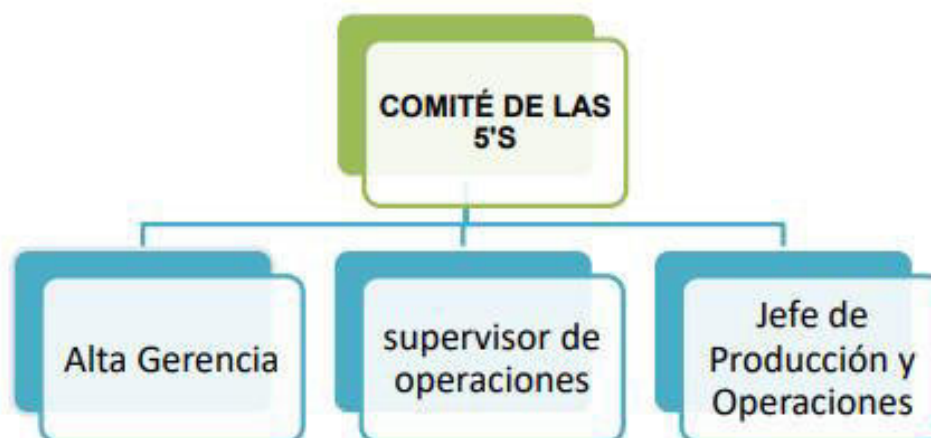 COMITÉ DE LAS
5'S
Alta Gerencia
supervisor de
operaciones
Jefe de
Producción y
Operaciones